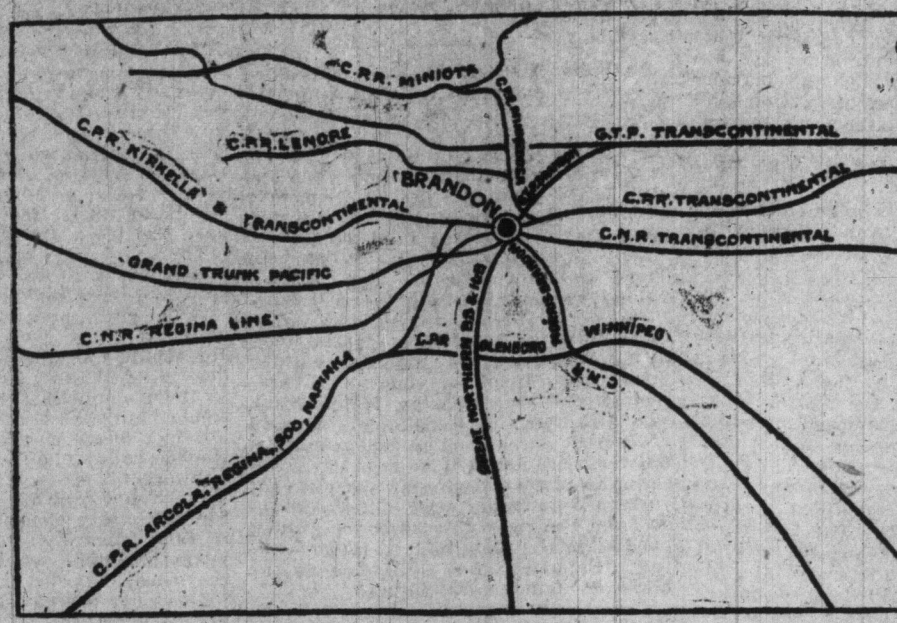 C.P.R. MINIOTA
G.T.P. TRANSCONTINENTAL
C.P.R. LENORE
C.P.R. KIRKELLA & TRANSCONTINENTAL
BRANDON
C.P.R. TRANSCONTINENTAL
C.N.R. TRANSCONTINENTAL
GRAND TRUNK PACIFIC
C.N.R. REGINA LINE
GREAT NORTHERN
C.P.R. GLENBORO
WINNIPEG
C.N.R.
C.P.R. ARCOLA, REGINA, SOO, NAPINKA